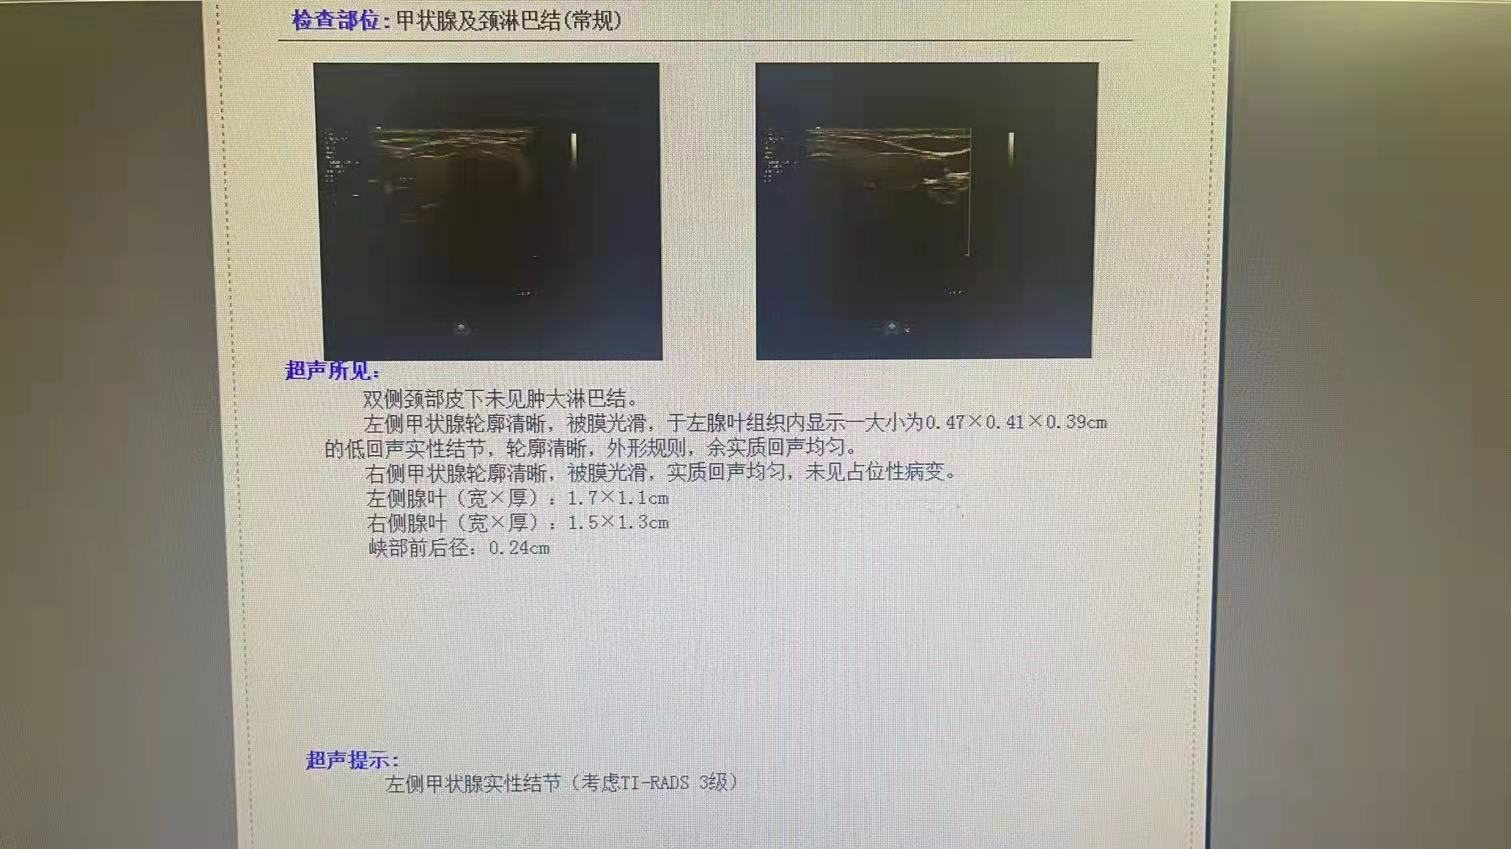 检查部位:甲状腺及颈淋巴结(常规)
超声所见:
双侧颈部皮下未见肿大淋巴结。
左侧甲状腺轮廓清晰，被膜光滑，于左腺叶组织内显示一大小为0.47×0.41×0.39cm
的低回声实性结节，轮廓清晰，外形规则，余实质回声均匀。
右侧甲状腺轮廓清晰，被膜光滑，实质回声均匀，未见占位性病变。
左侧腺叶（宽×厚）：1.7×1.1cm
右侧腺叶（宽×厚）：1.5×1.3cm
峡部前后径：0.24cm
超声提示:
左侧甲状腺实性结节（考虑TI-RADS 3级）